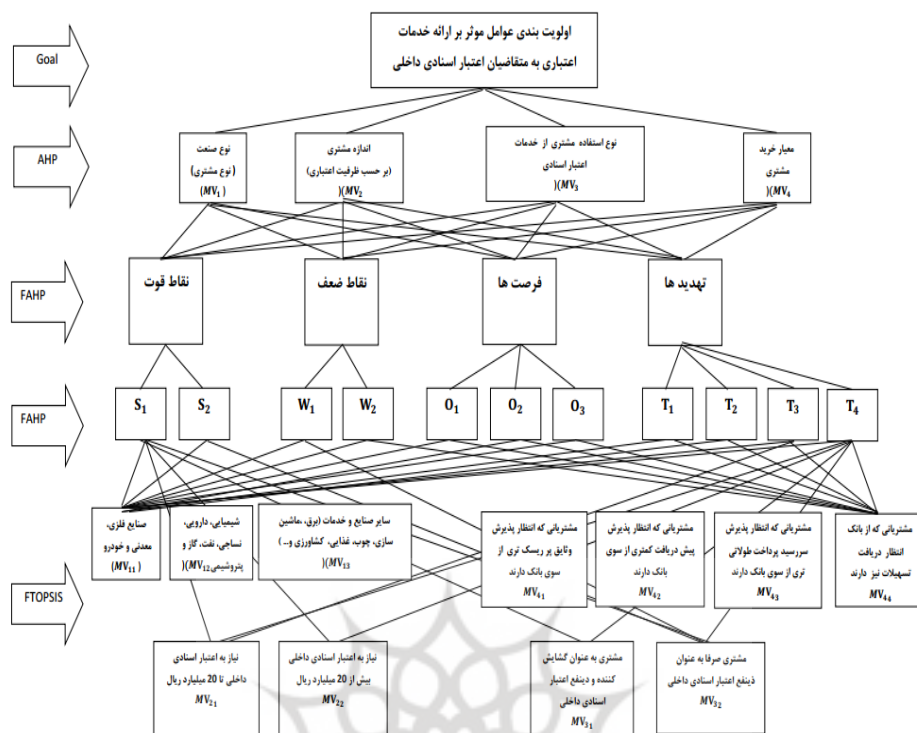 Goal
اولویت بندی عوامل موثر بر ارائه خدمات
اعتباری به متقاضیان اعتبار اسنادی داخلی
AHP
نوع صنعت
(نوع مشتری)
(MV₁)
اندازه مشتری
(بر حسب ظرفیت اعتباری)
(MV₂)(
نوع استفاده مشتری از خدمات
اعتبار اسنادی
(MV₃)(
معیار خرید
مشتری
(MV₄)(
FAHP
نقاط قوت
نقاط ضعف
فرصت ها
تهدید ها
FAHP
S₁
S₂
W₁
W₂
O₁
O₂
O₃
T₁
T₂
T₃
T₄
FTOPSIS
صنایع فلزی،
معدنی و خودرو
(MV₁₁)
شیمیایی، دارویی،
نساجی، نفت، گاز و
پتروشیمی(MV₁₂)(
سایر صنایع و خدمات (برق، ،ماشین
سازی، چوب، غذایی، کشاورزی و... )
(MV₁₃)(
مشتریانی که انتظار پذیرش
وثایق پر ریسک تری از
سوی بانک دارند
MV₄₁
مشتریانی که انتظار پذیرش
پیش دریافت کمتری از سوی
بانک دارند
MV₄₂
مشتریانی که انتظار پذیرش
سررسید پرداخت طولانی
تری از سوی بانک دارند
MV₄₃
مشتریانی که از بانک
انتظار دریافت
تسهیلات نیز دارند
MV₄₄
نیاز به اعتبار اسنادی
داخلی تا 20 میلیارد ریال
MV₂₁
نیاز به اعتبار اسنادی داخلی
بیش از 20 میلیارد ریال
MV₂₂
مشتری به عنوان گشایش
کننده و ذینفع اعتبار
اسنادی داخلی
MV₃₁
مشتری صرفا به عنوان
ذینفع اعتبار اسنادی داخلی
MV₃₂